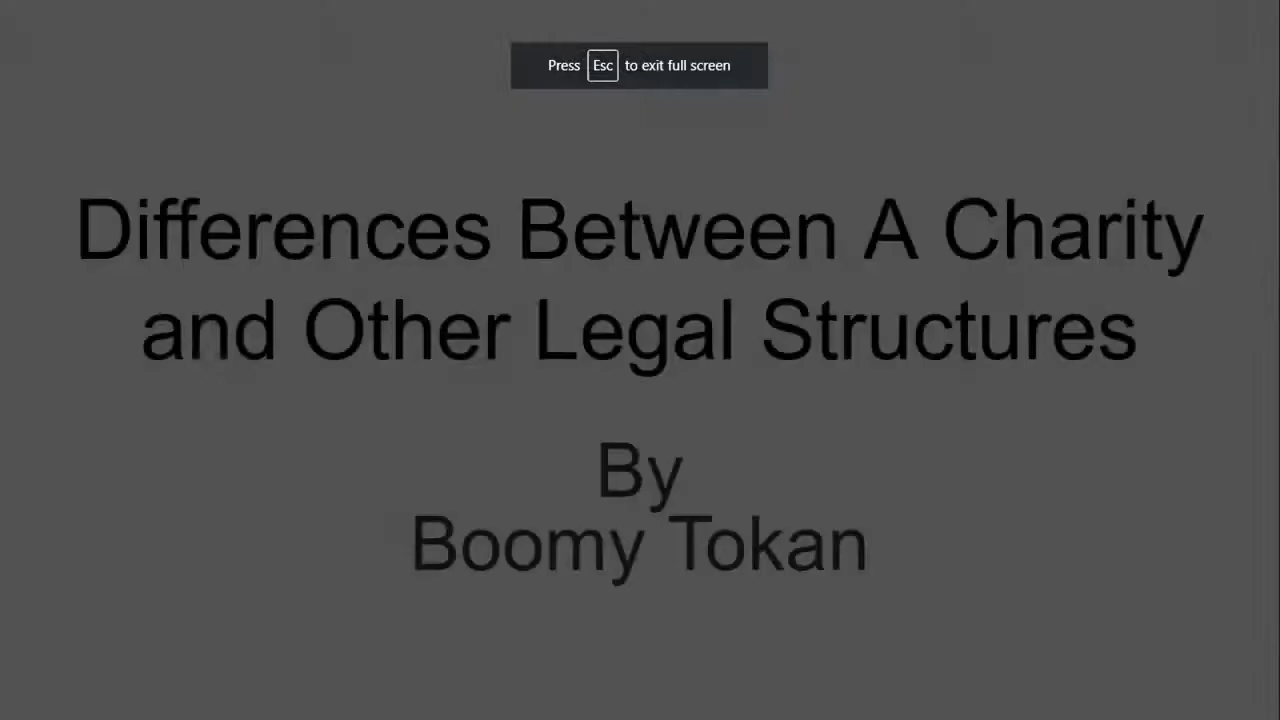 Press Esc to exit full screen
Differences Between A Charity
and Other Legal Structures
By
Boomy Tokan